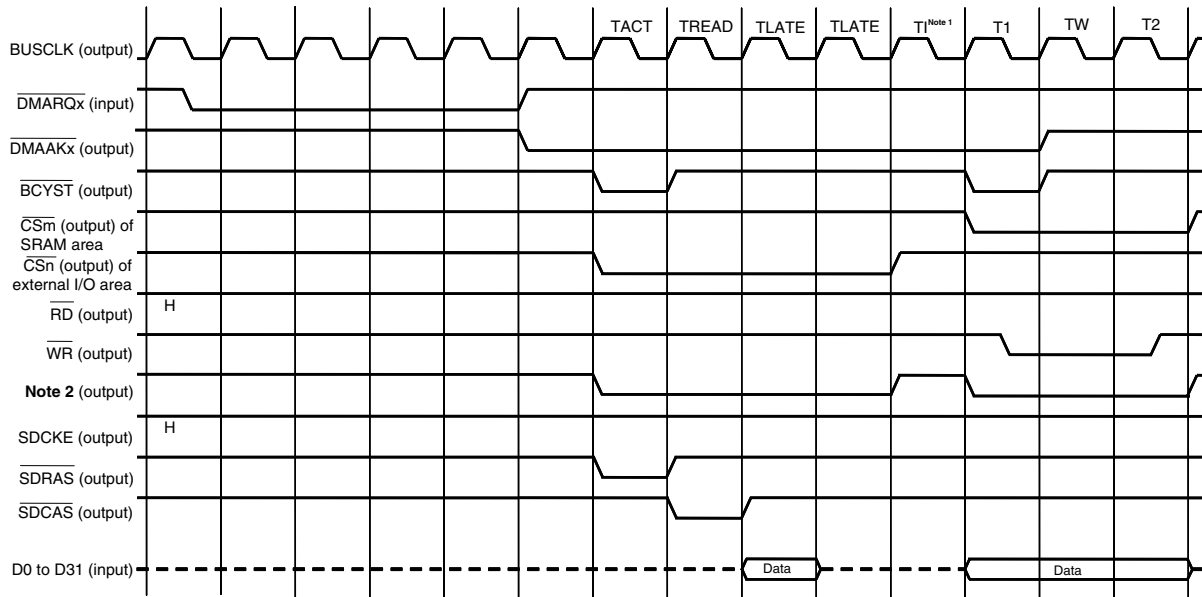 TACT TREAD TLATE TLATE TI Note 1 T1 TW T2
BUSCLK (output)
DMARQx (input)
DMAAKx (output)
BCYST (output)
CSm (output) of
SRAM area
CSn (output) of
external I/O area
H
RD (output)
WR (output)
Note 2 (output)
H
SDCKE (output)
SDRAS (output)
SDCAS (output)
D0 to D31 (input) Data Data